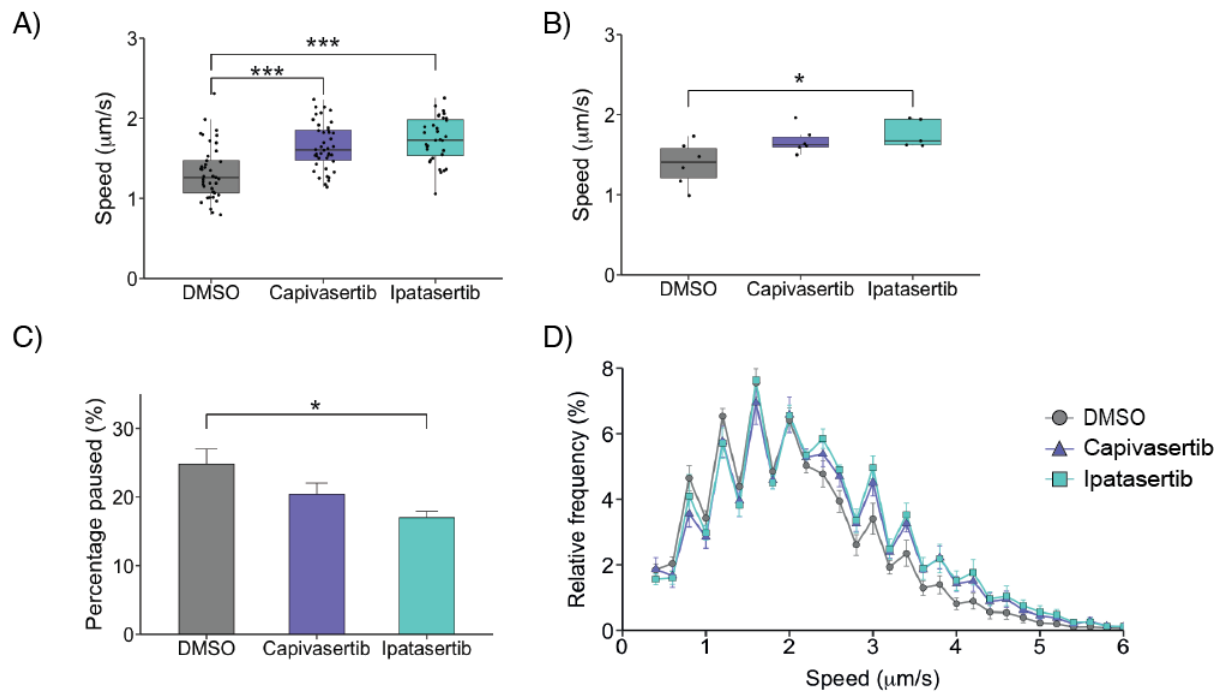 A)
Speed (μm/s)
3
2
1
0
***
***
DMSO
Capivasertib
Ipatasertib
B)
Speed (μm/s)
3
2
1
0
*
DMSO
Capivasertib
Ipatasertib
C)
Percentage paused (%)
30
20
10
0
*
DMSO
Capivasertib
Ipatasertib
D)
Relative frequency (%)
8
6
4
2
0
0 1 2 3 4 5 6
Speed (μm/s)
DMSO
Capivasertib
Ipatasertib